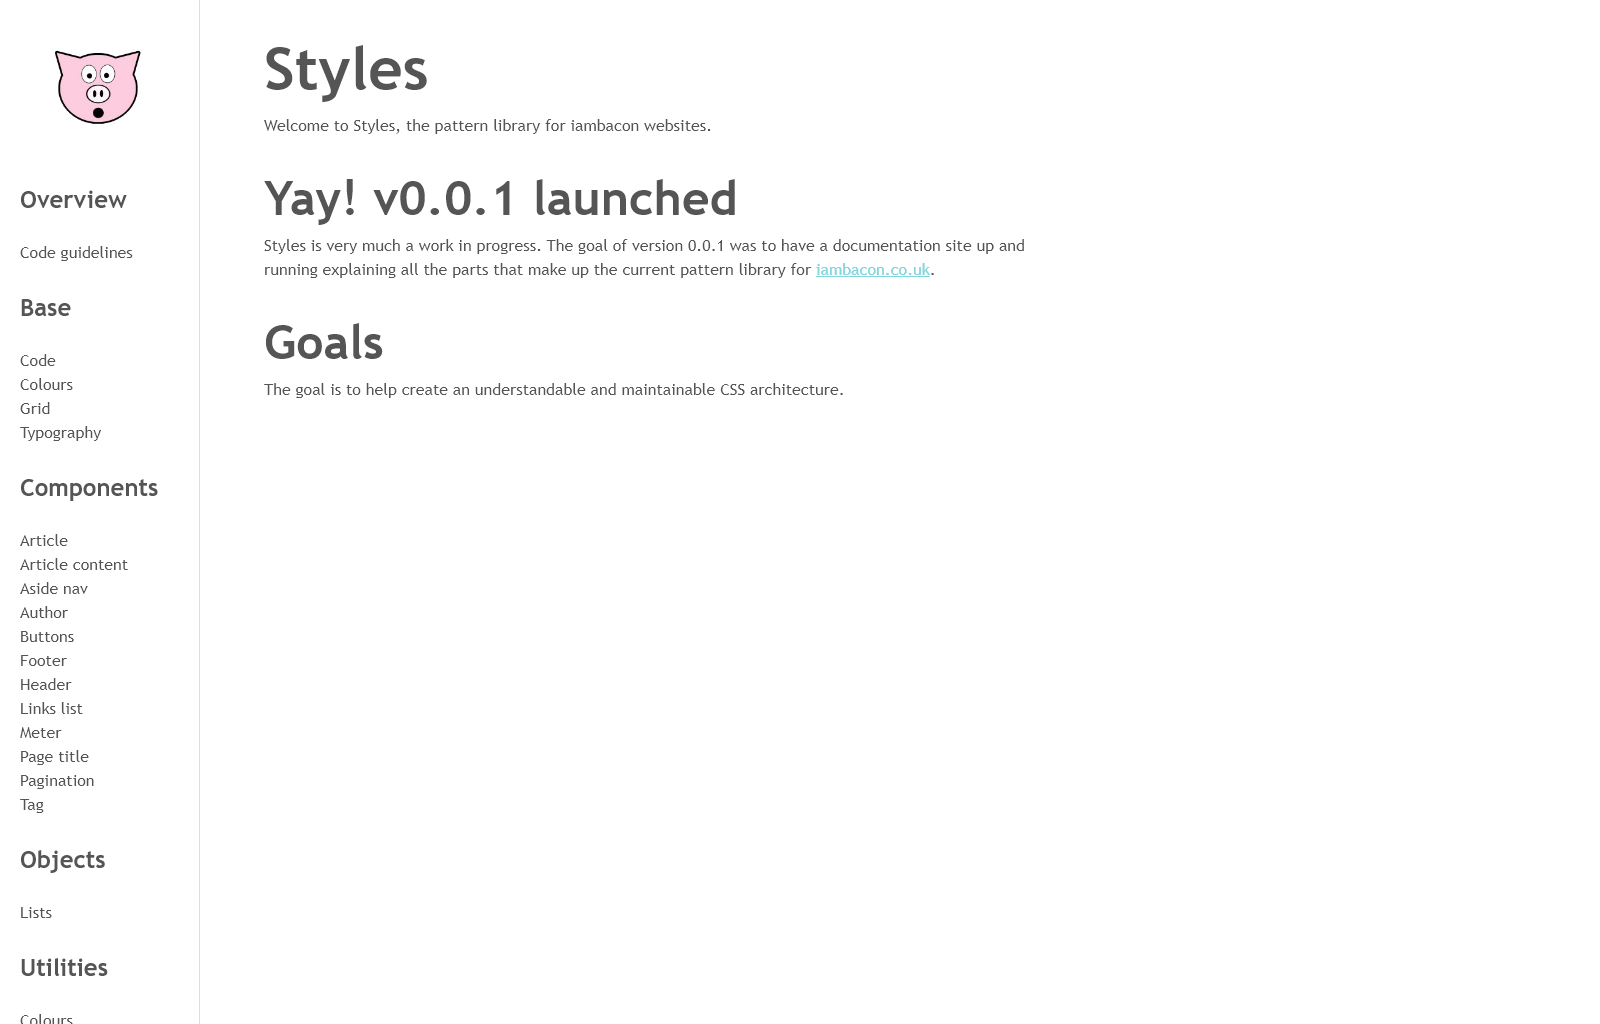 Overview
Code guidelines
Base
Code
Colours
Grid
Typography
Components
Article
Article content
Aside nav
Author
Buttons
Footer
Header
Links list
Meter
Page title
Pagination
Tag
Objects
Lists
Utilities
Colours
Styles
Welcome to Styles, the pattern library for iambacon websites.
Yay! v0.0.1 launched
Styles is very much a work in progress. The goal of version 0.0.1 was to have a documentation site up and
running explaining all the parts that make up the current pattern library for iambacon.co.uk.
Goals
The goal is to help create an understandable and maintainable CSS architecture.